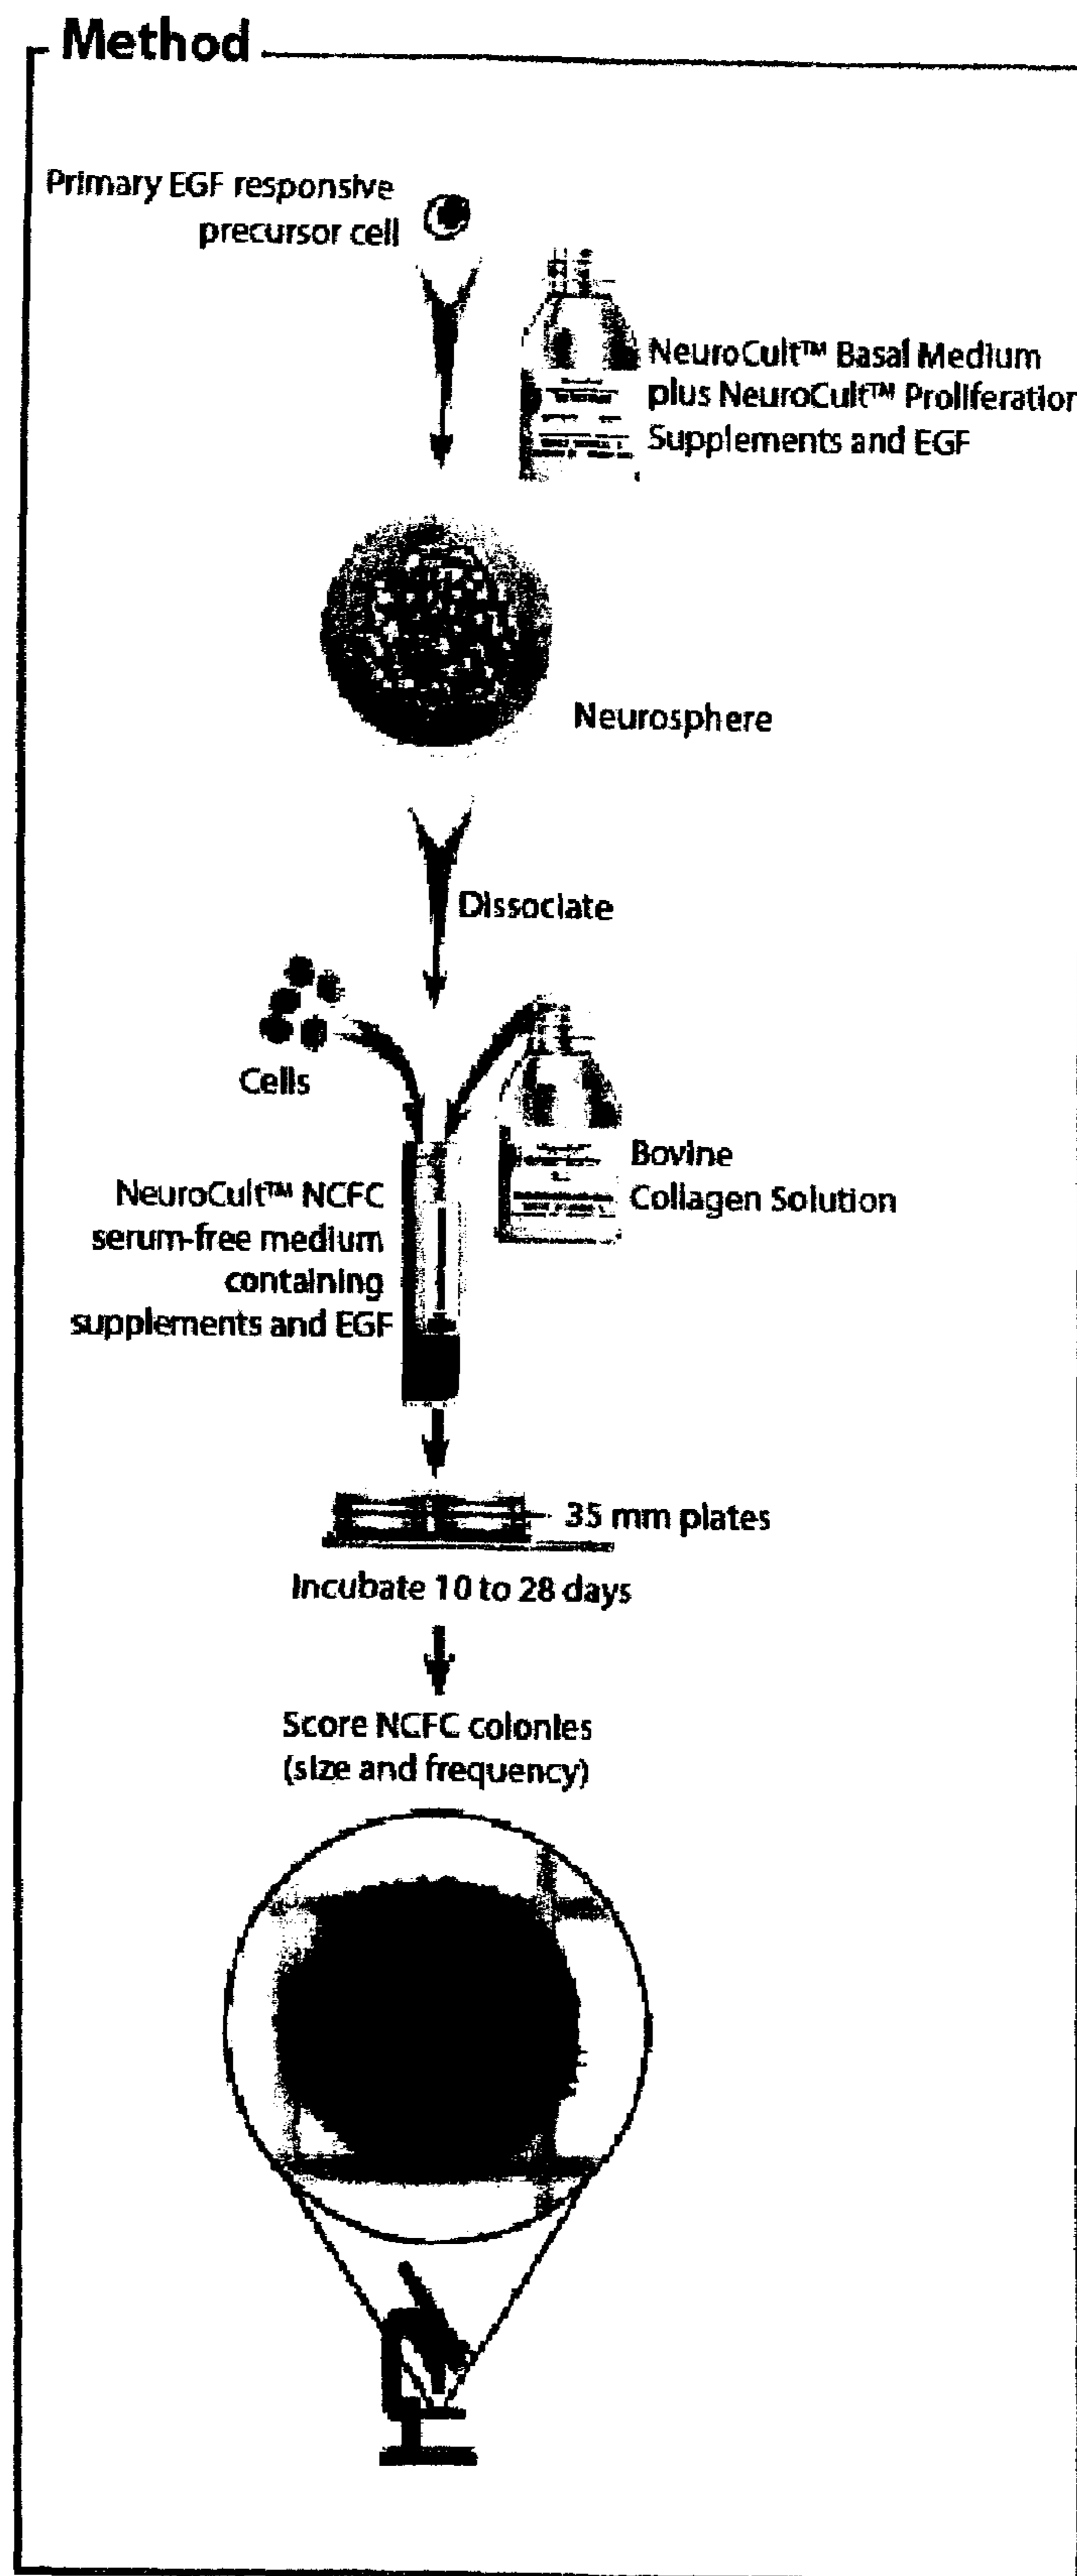 Method
Primary EGF responsive
precursor cell
NeuroCult™ Basal Medium
plus NeuroCult™ Proliferation
Supplements and EGF
Neurosphere
Dissociate
Cells
Bovine
Collagen Solution
NeuroCult™ NCFC
serum-free medium
containing
supplements and EGF
35 mm plates
Incubate 10 to 28 days
Score NCFC colonies
(size and frequency)